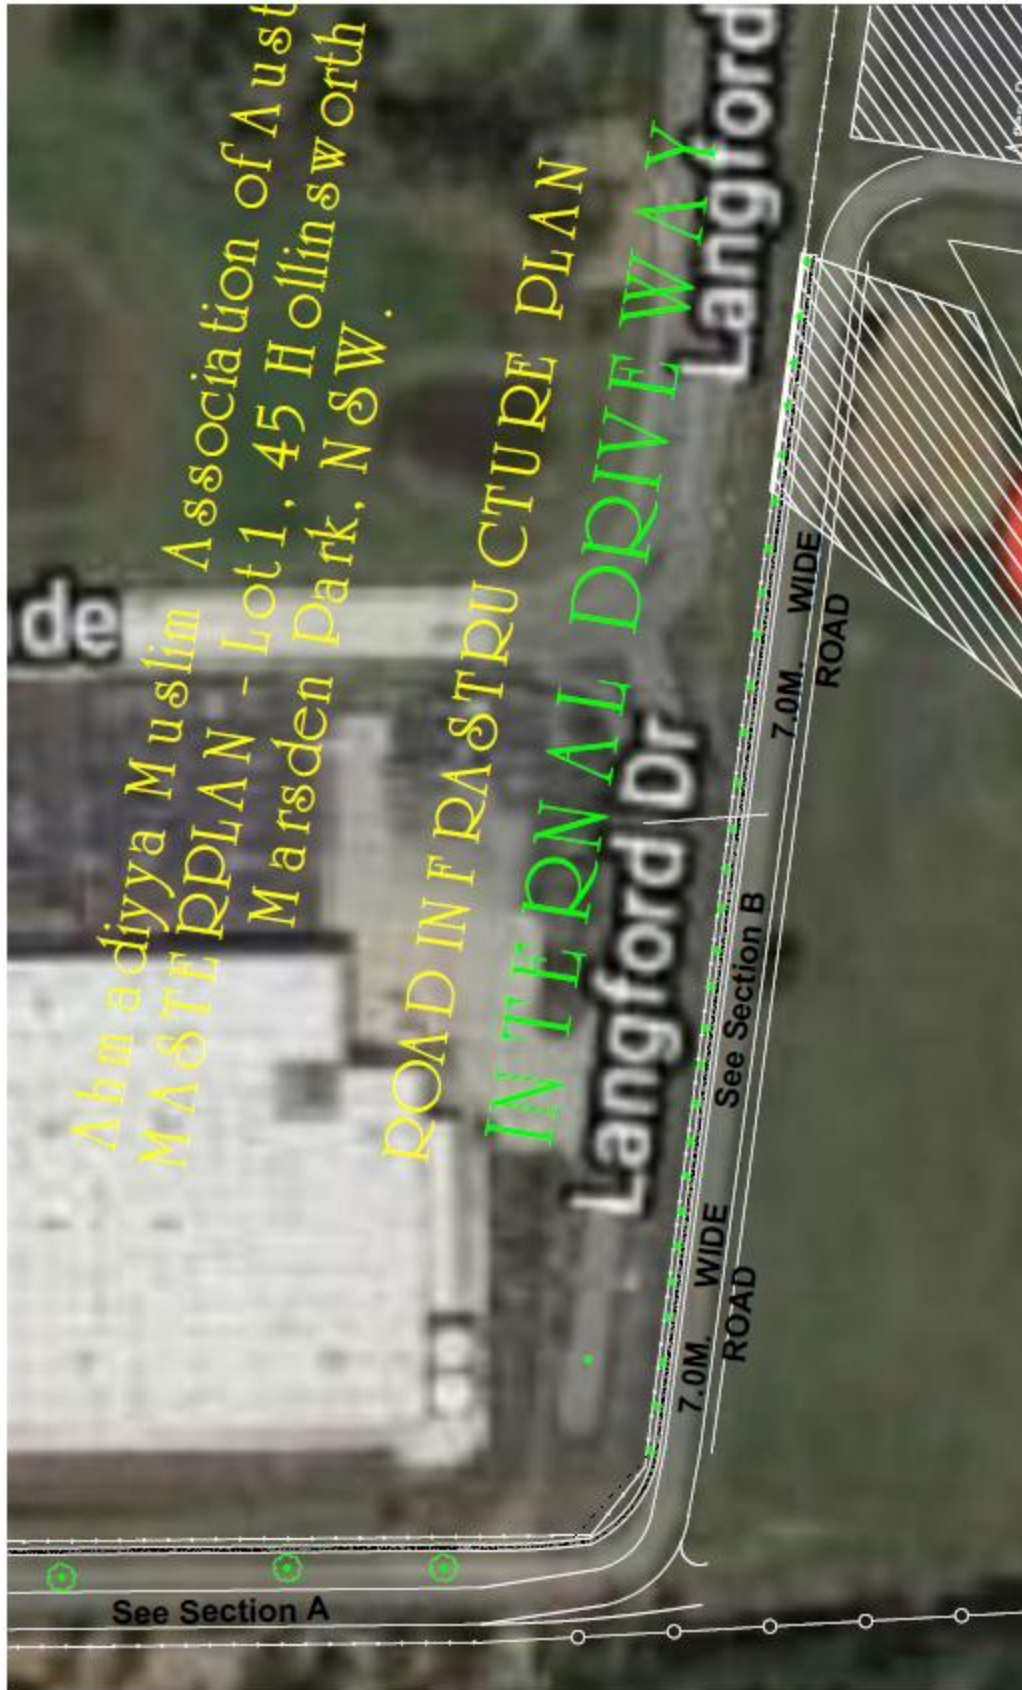 Ahmadiyya Muslim Association of Aust
MASTERPLAN - Lot 1, 45 Hollinsworth
Marsden Park, NSW.
ROAD INFRASTRUCTURE PLAN
INTERNAL DRIVE WAY
de
Langford Dr
Langford
7.0M. WIDE
ROAD
See Section B
7.0M. WIDE
ROAD
See Section A